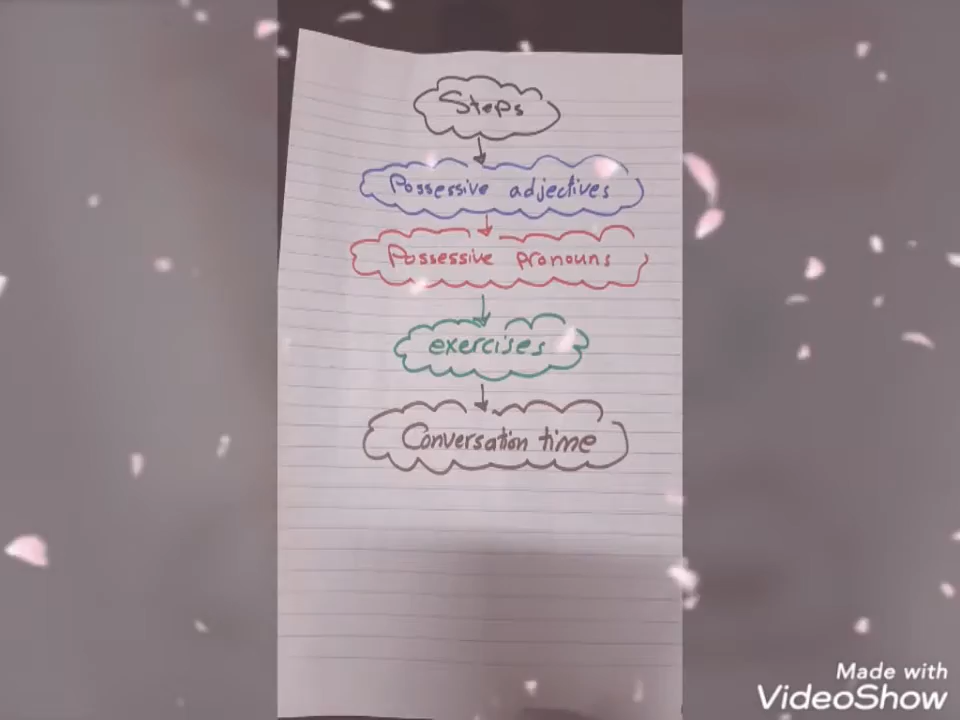 Steps
Possessive adjectives
Possessive pronouns
exercises
Conversation time
Made with
VideoShow